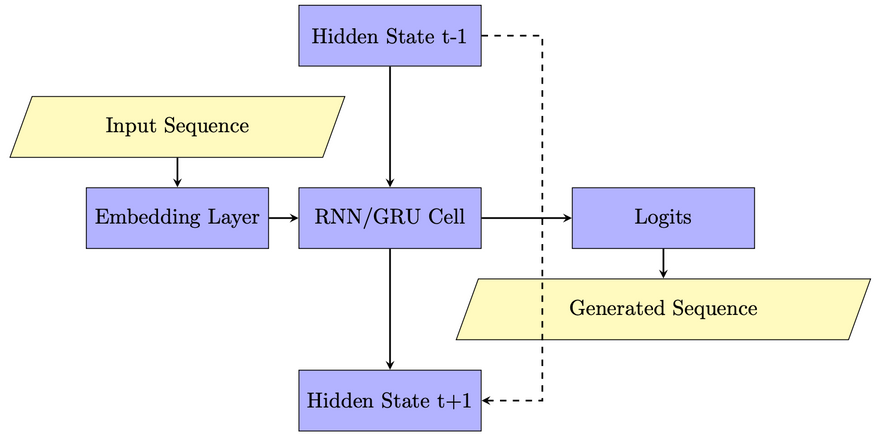 Hidden State t-1
Input Sequence
Embedding Layer
RNN/GRU Cell
Logits
Generated Sequence
Hidden State t+1